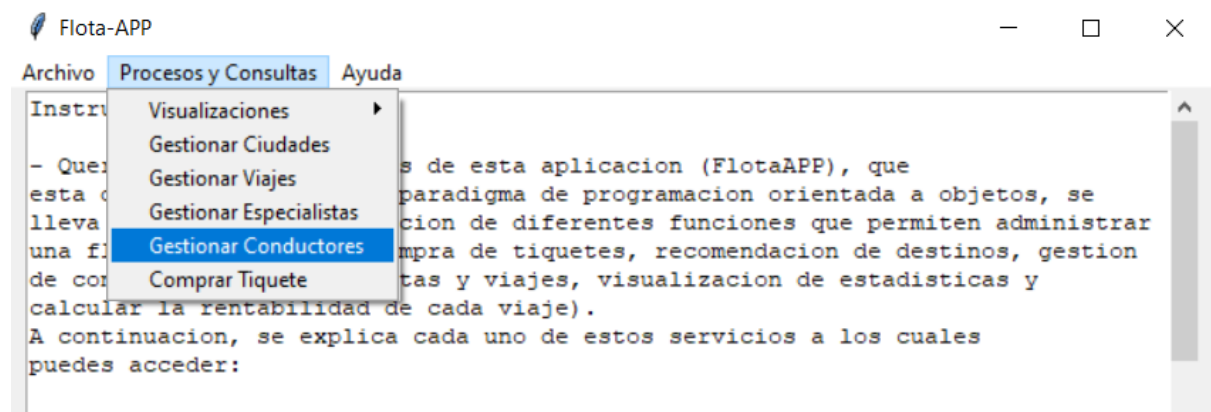 Flota-APP
Archivo Procesos y Consultas Ayuda
Visualizaciones
Gestionar Ciudades
Gestionar Viajes
Gestionar Especialistas
Gestionar Conductores
Comprar Tiquete
Instru
- Quer s de esta aplicacion (FlotaAPP), que
esta paradigma de programacion orientada a objetos, se
lleva cion de diferentes funciones que permiten administrar
una fl mpra de tiquetes, recomendacion de destinos, gestion
de con tas y viajes, visualizacion de estadisticas y
calcular la rentabilidad de cada viaje).
A continuacion, se explica cada uno de estos servicios a los cuales
puedes acceder: